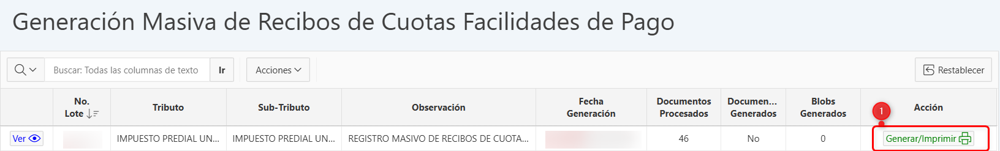 Generación Masiva de Recibos de Cuotas Facilidades de Pago
Buscar: Todas las columnas de texto Ir Acciones Restablecer
No. Lote Tributo Sub-Tributo Observación Fecha Generación Documentos Procesados Documen... Generados Blobs Generados Acción
1
Ver IMPUESTO PREDIAL UN... IMPUESTO PREDIAL UN... REGISTRO MASIVO DE RECIBOS DE CUOTA... 46 No 0 Generar/Imprimir